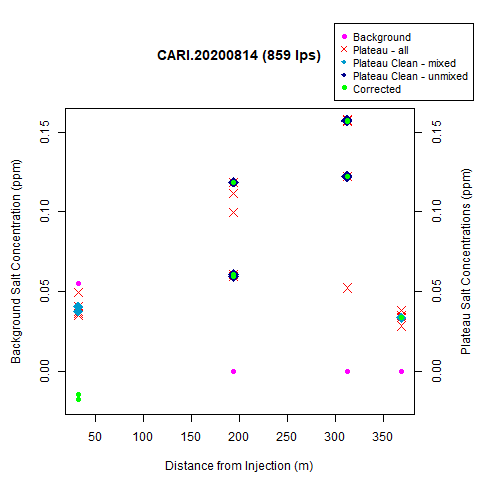 CARI.20200814 (859 lps)
Background
Plateau - all
Plateau Clean - mixed
Plateau Clean - unmixed
Corrected
Background Salt Concentration (ppm)
0.15
0.10
0.05
0.00
0.15
0.10
0.05
0.00
Plateau Salt Concentrations (ppm)
50 100 150 200 250 300 350
Distance from Injection (m)